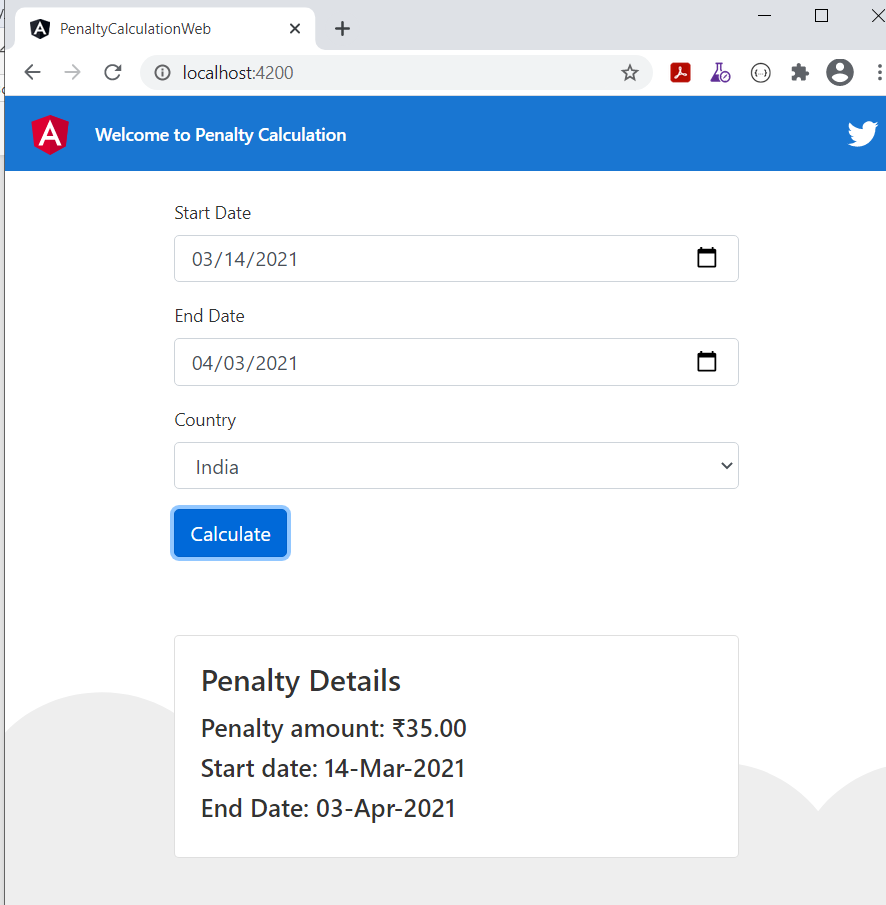 PenaltyCalculationWeb
localhost:4200
Welcome to Penalty Calculation
Start Date
03/14/2021
End Date
04/03/2021
Country
India
Calculate
Penalty Details
Penalty amount: ₹35.00
Start date: 14-Mar-2021
End Date: 03-Apr-2021